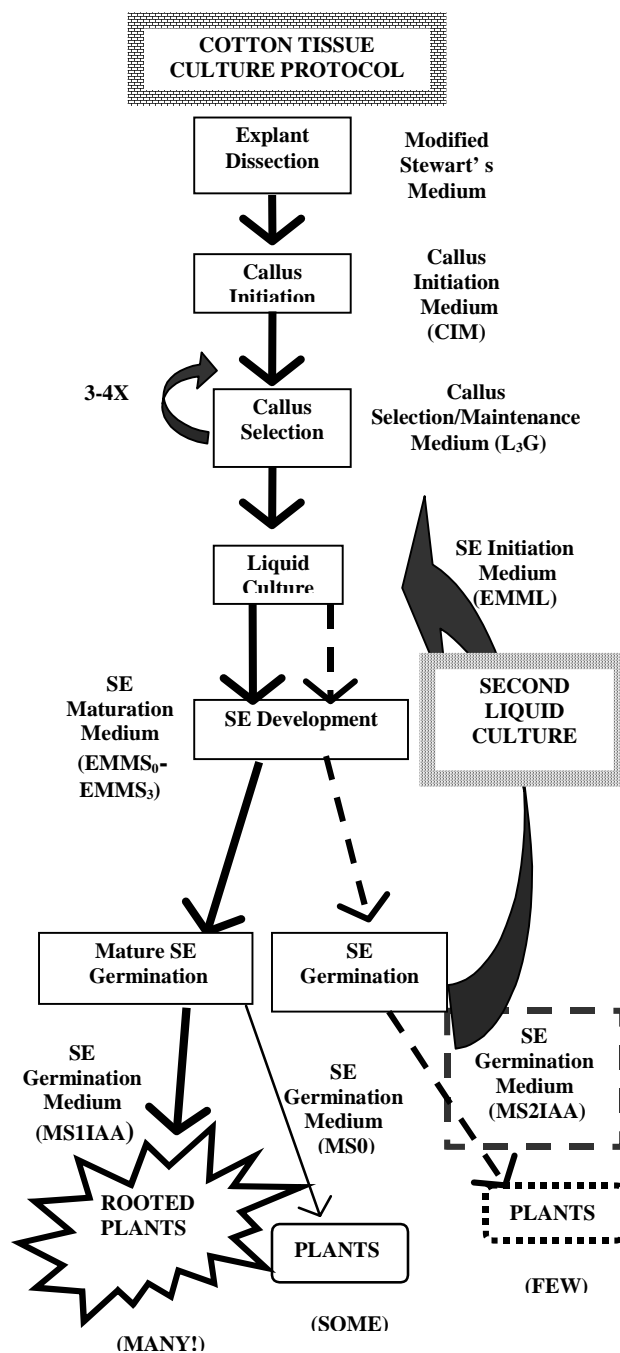 COTTON TISSUE
CULTURE PROTOCOL
Explant
Dissection
Modified
Stewart' s
Medium
Callus
Initiation
Callus
Initiation
Medium
(CIM)
3-4X
Callus
Selection
Callus
Selection/Maintenance
Medium (L₃G)
Liquid
Culture
SE Initiation
Medium
(EMML)
SE
Maturation
Medium
(EMMS₀-
EMMS₃)
SE Development
SECOND
LIQUID
CULTURE
Mature SE
Germination
SE
Germination
SE
Germination
Medium
(MS1IAA)
SE
Germination
Medium
(MS0)
SE
Germination
Medium
(MS2IAA)
ROOTED
PLANTS
PLANTS
PLANTS
(MANY!)
(SOME)
(FEW)